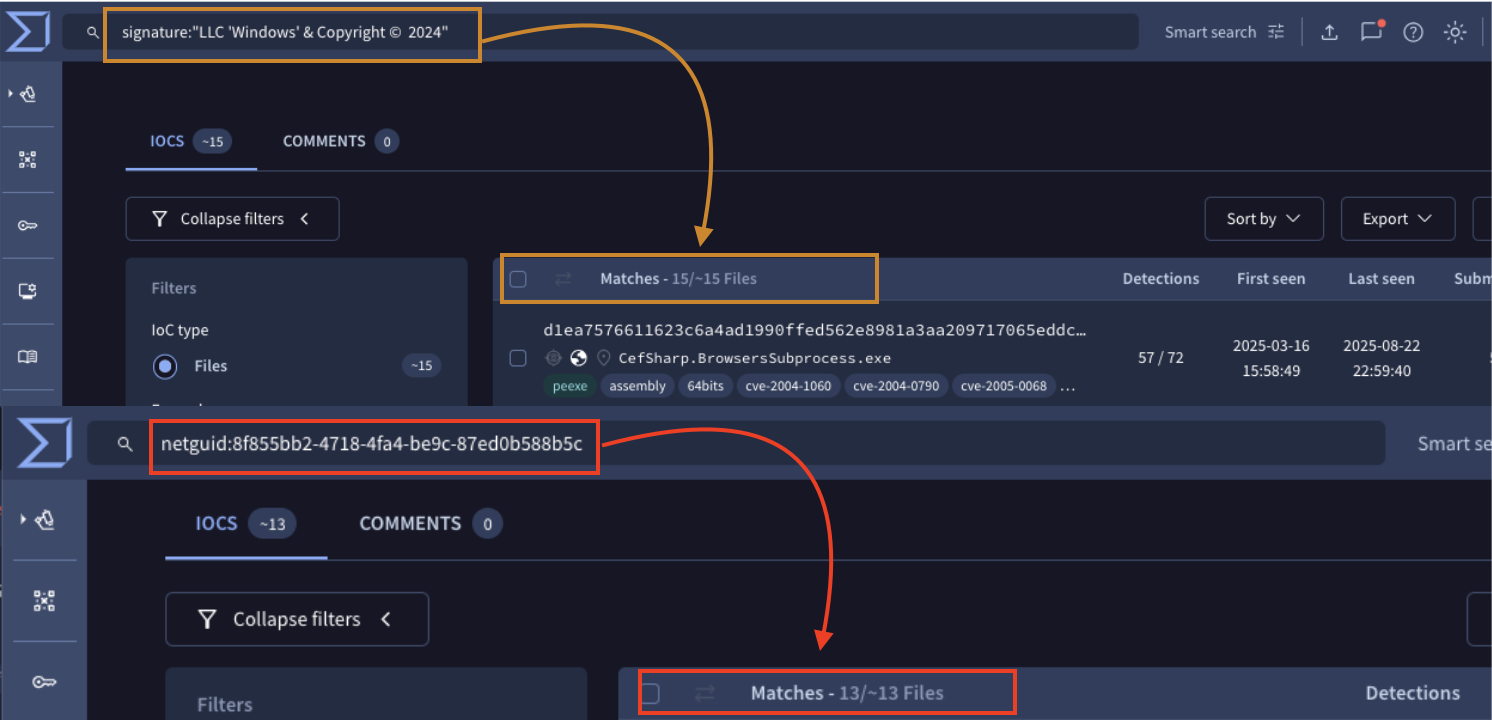 signature:"LLC 'Windows' & Copyright © 2024"
Smart search
IOCS ~15 COMMENTS 0
Collapse filters
Sort by Export
Filters
Matches - 15/~15 Files Detections First seen Last seen Subm
IoC type
Files ~15
d1ea7576611623c6a4ad1990ffed562e8981a3aa209717065eddc…
CefSharp.BrowsersSubprocess.exe
57 / 72
2025-03-16 15:58:49
2025-08-22 22:59:40
peexe assembly 64bits cve-2004-1060 cve-2004-0790 cve-2005-0068 ...
netguid:8f855bb2-4718-4fa4-be9c-87ed0b588b5c
Smart se
IOCS ~13 COMMENTS 0
Collapse filters
Filters
Matches - 13/~13 Files Detections